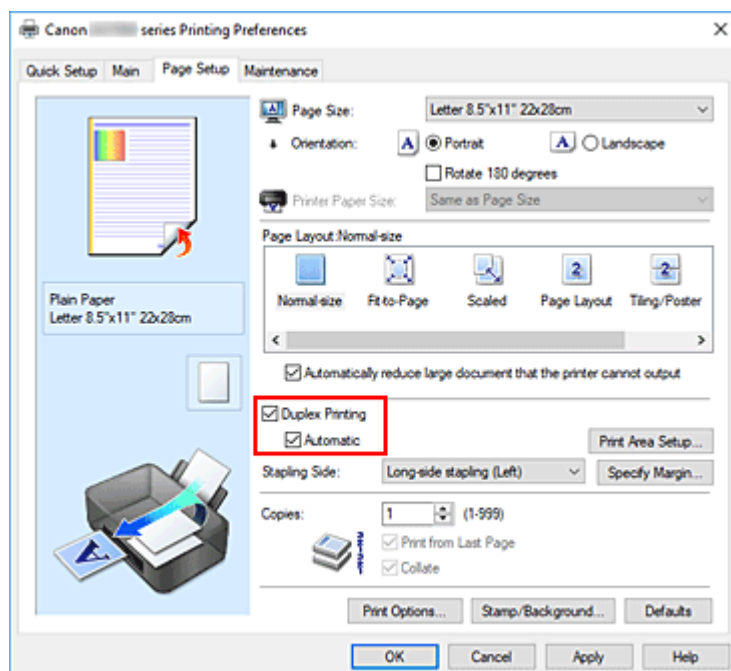 Canon series Printing Preferences
Quick Setup Main Page Setup Maintenance
Page Size: Letter 8.5"x11" 22x28cm
Orientation: A Portrait A Landscape
Rotate 180 degrees
Printer Paper Size: Same as Page Size
Page Layout:Normal-size
Normal-size Fit-to-Page Scaled Page Layout Tiling/Poster
Plain Paper
Letter 8.5"x11" 22x28cm
Automatically reduce large document that the printer cannot output
Duplex Printing
Automatic
Print Area Setup...
Stapling Side: Long-side stapling (Left) Specify Margin...
Copies: 1 (1-999)
Print from Last Page
Collate
Print Options... Stamp/Background... Defaults
OK Cancel Apply Help